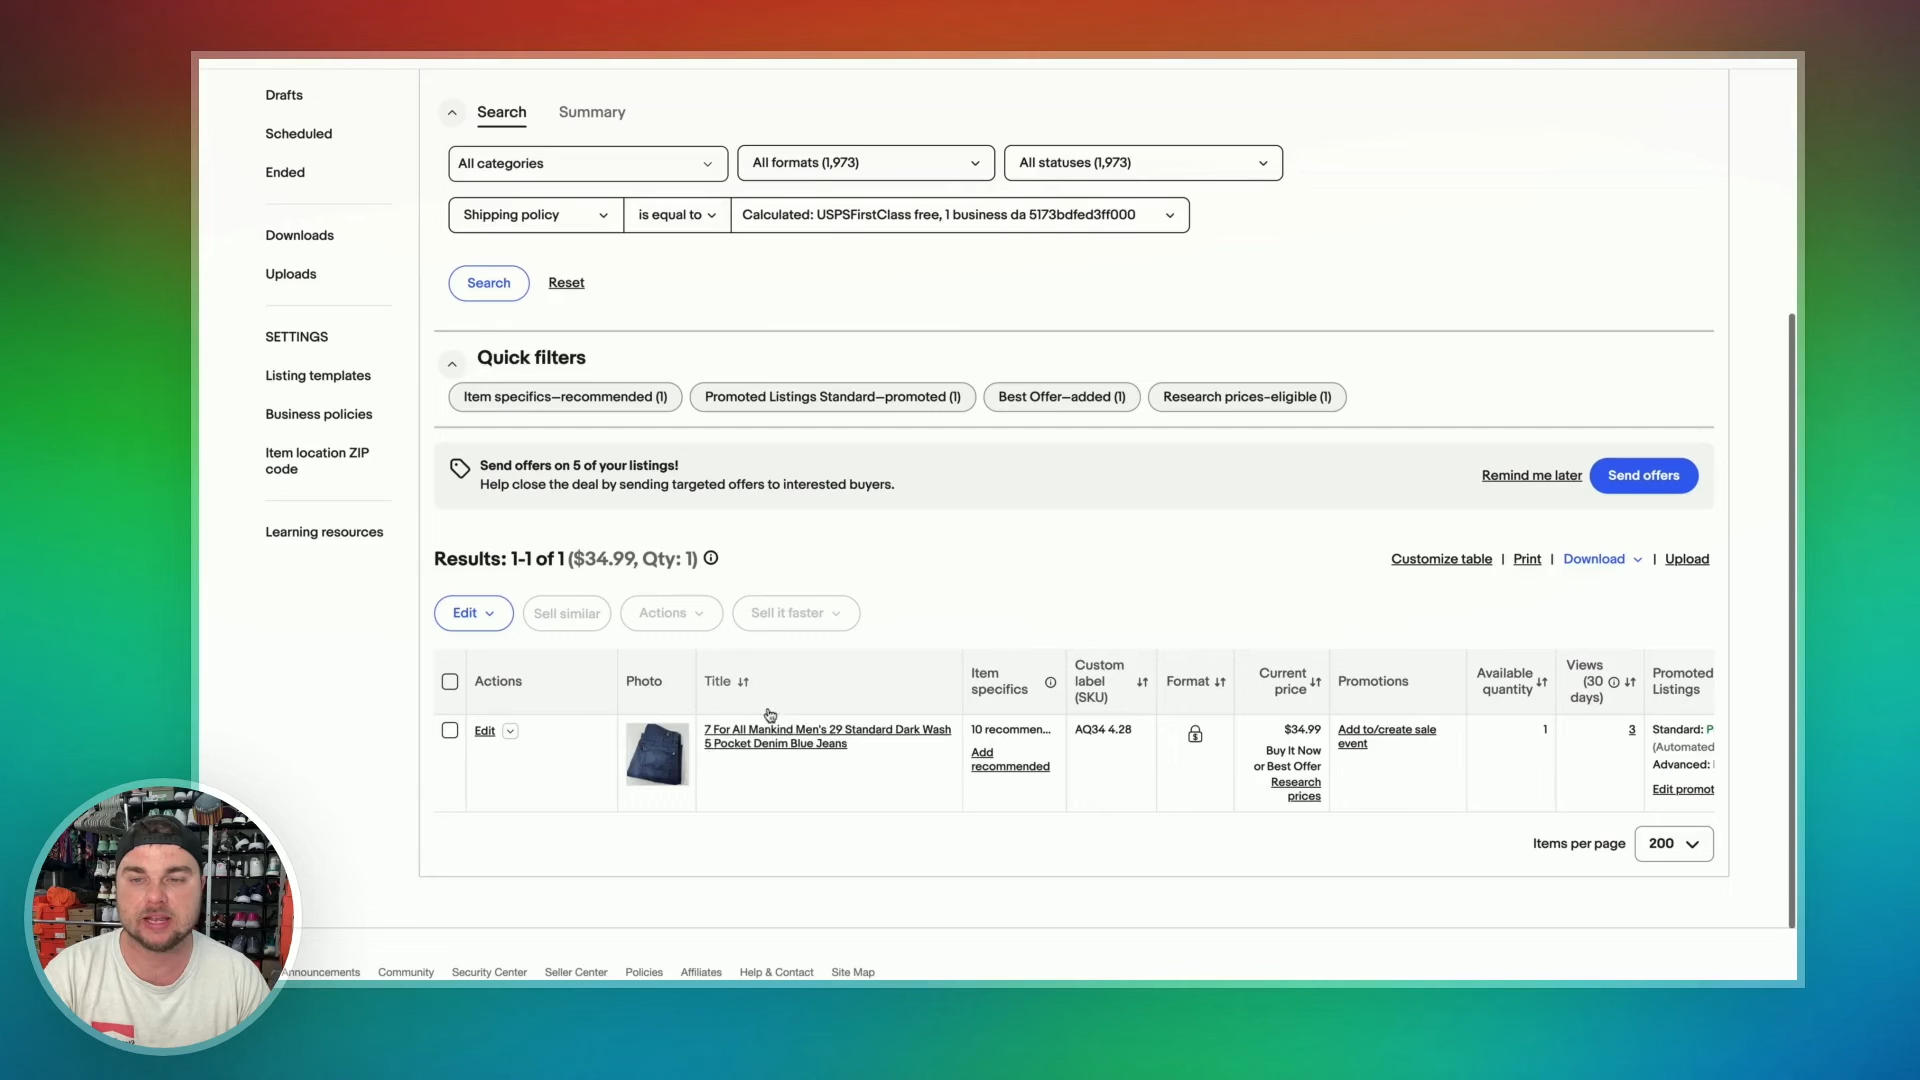 Drafts
Scheduled
Ended
Downloads
Uploads
SETTINGS
Listing templates
Business policies
Item location ZIP
code
Learning resources
Search Summary
All categories All formats (1,973) All statuses (1,973)
Shipping policy is equal to Calculated: USPSFirstClass free, 1 business da 5173bdfed3ff000
Search Reset
Quick filters
Item specifics–recommended (1) Promoted Listings Standard–promoted (1) Best Offer–added (1) Research prices-eligible (1)
Send offers on 5 of your listings!
Help close the deal by sending targeted offers to interested buyers.
Remind me later Send offers
Results: 1-1 of 1 ($34.99, Qty: 1)
Customize table | Print | Download | Upload
Edit Sell similar Actions Sell it faster
Actions
Photo
Title
Item
specifics
Custom
label
(SKU)
Format
Current
price
Promotions
Available
quantity
Views
(30
days)
Promoted
Listings
Edit
7 For All Mankind Men's 29 Standard Dark Wash
5 Pocket Denim Blue Jeans
10 recommen...
Add
recommended
AQ34 4.28
$34.99
Buy It Now
or Best Offer
Research
prices
Add to/create sale
event
1
3
Standard: P
(Automated
Advanced:
Edit promot
Items per page 200
Announcements Community Security Center Seller Center Policies Affiliates Help & Contact Site Map